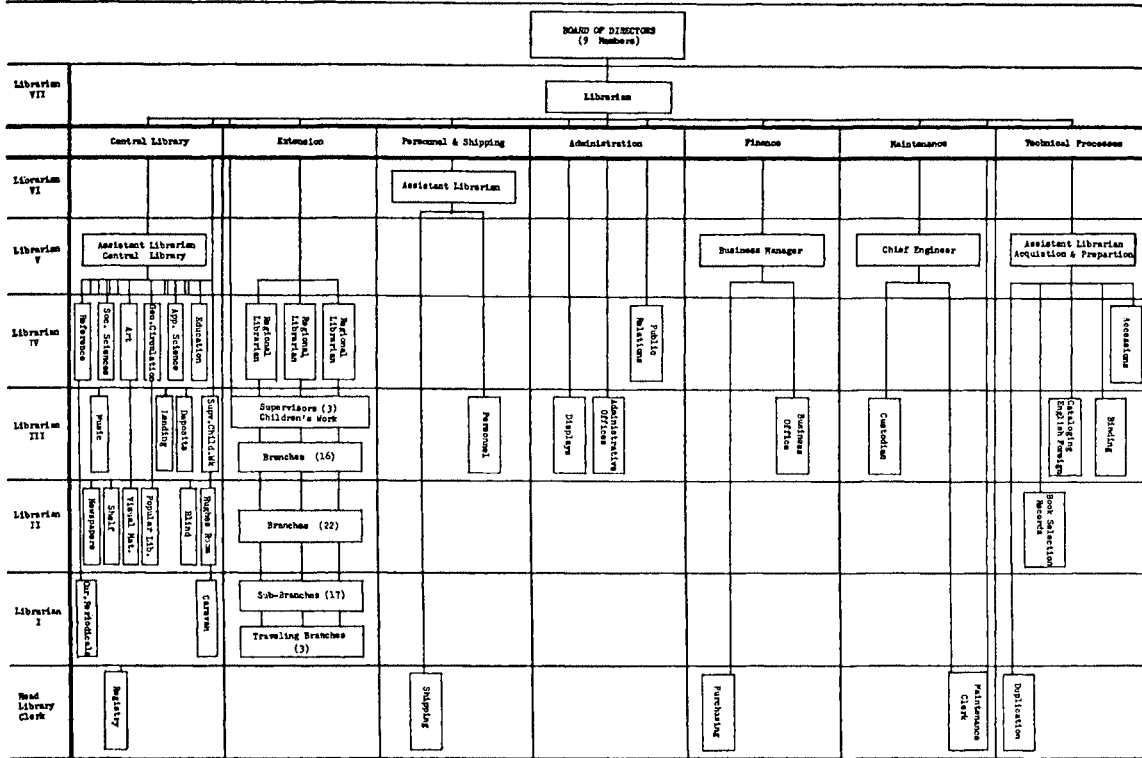 BOARD OF DIRECTORS
(9 Members)
Librarian
VII
Librarian
Central Library
Extension
Personnel & Shipping
Administration
Finance
Maintenance
Technical Processes
Librarian
VI
Assistant Librarian
Librarian
V
Assistant Librarian
Central Library
Business Manager
Chief Engineer
Assistant Librarian
Acquistion & Prepartion
Librarian
IV
Reference
Soc. Sciences
Art
Gen.Circulation
App. Science
Education
Regional
Librarian
Regional
Librarian
Regional
Librarian
Public
Relations
Accessions
Librarian
III
Music
Lending
Deposits
Supv.Child.Wk
Supervisors (3)
Children's Work
Branches (16)
Personnel
Displays
Administrative
Offices
Business
Office
Custodian
Cataloging
English Foreign
Binding
Librarian
II
Newspapers
Shelf
Visual Mat.
Popular Lib.
Blind
Hughes Room
Branches (22)
Book Selection
Records
Librarian
I
Cur.Periodicals
Caravan
Sub-Branches (17)
Traveling Branches
(3)
Head
Library
Clerk
Registry
Shipping
Purchasing
Maintenance
Clerk
Duplication